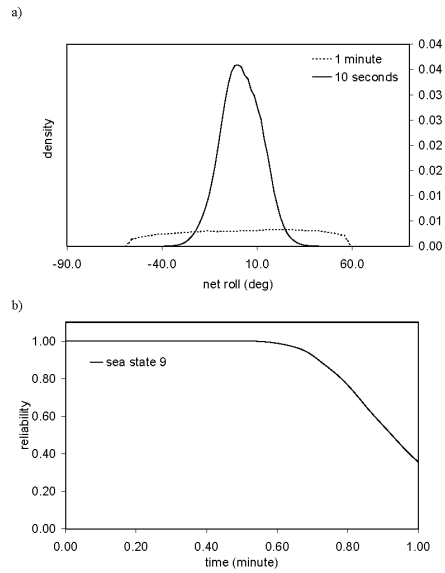 a)
1 minute
10 seconds
density
0.04
0.04
0.03
0.03
0.02
0.02
0.01
0.01
0.00
-90.0 -40.0 10.0 60.0
net roll (deg)
b)
sea state 9
reliability
1.00
0.80
0.60
0.40
0.20
0.00
0.00 0.20 0.40 0.60 0.80 1.00
time (minute)